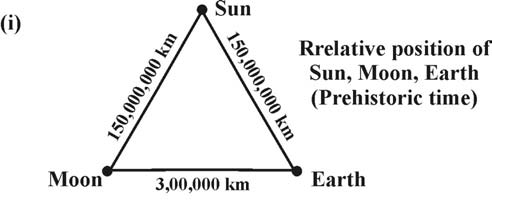 (i)
Sun
150,000,000 km
150,000,000 km
Rrelative position of
Sun, Moon, Earth
(Prehistoric time)
Moon
3,00,000 km
Earth